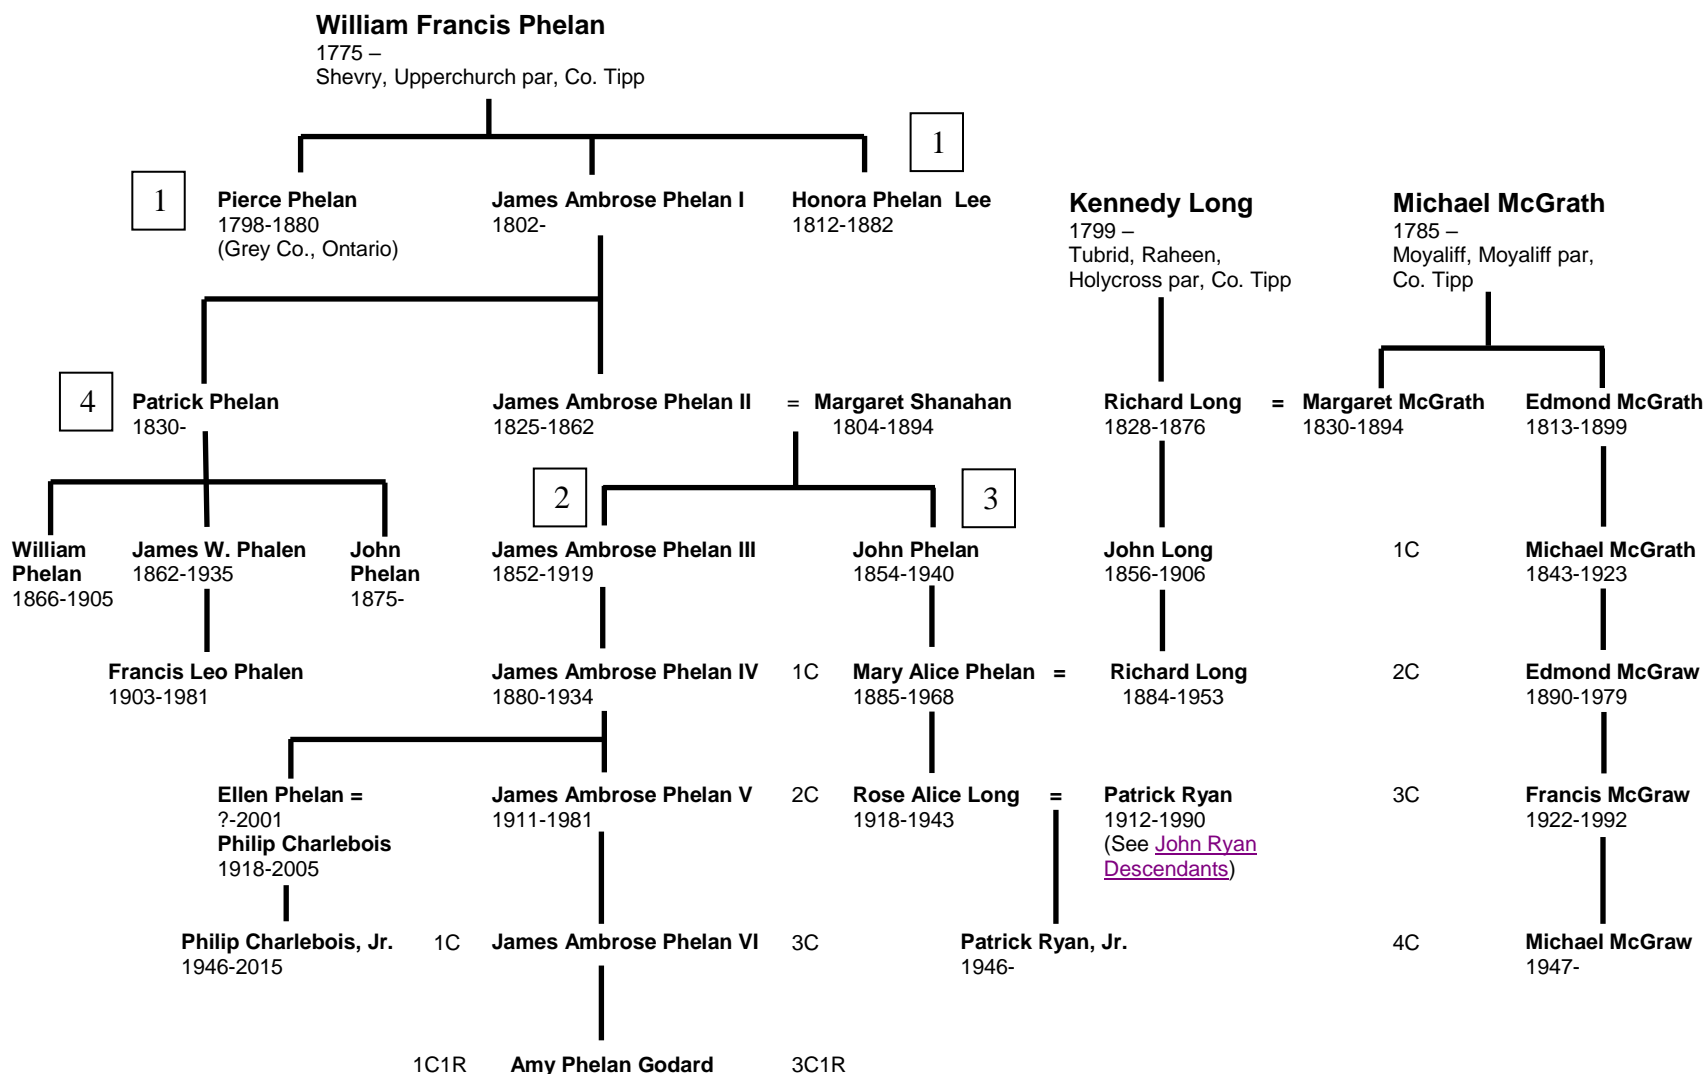 William Francis Phelan
1775 –
Shevry, Upperchurch par, Co. Tipp
1
1
Pierce Phelan
1798-1880
(Grey Co., Ontario)
James Ambrose Phelan I
1802-
Honora Phelan Lee
1812-1882
Kennedy Long
1799 –
Tubrid, Raheen,
Holycross par, Co. Tipp
Michael McGrath
1785 –
Moyaliff, Moyaliff par,
Co. Tipp
4
Patrick Phelan
1830-
James Ambrose Phelan II
1825-1862
=
Margaret Shanahan
1804-1894
Richard Long
1828-1876
=
Margaret McGrath
1830-1894
Edmond McGrath
1813-1899
2
3
William
Phelan
1866-1905
James W. Phalen
1862-1935
John
Phelan
1875-
James Ambrose Phelan III
1852-1919
John Phelan
1854-1940
John Long
1856-1906
1C
Michael McGrath
1843-1923
Francis Leo Phalen
1903-1981
James Ambrose Phelan IV
1880-1934
1C
Mary Alice Phelan =
1885-1968
Richard Long
1884-1953
2C
Edmond McGraw
1890-1979
Ellen Phelan =
?-2001
Philip Charlebois
1918-2005
James Ambrose Phelan V
1911-1981
2C
Rose Alice Long =
1918-1943
Patrick Ryan
1912-1990
(See John Ryan
Descendants)
3C
Francis McGraw
1922-1992
Philip Charlebois, Jr.
1946-2015
1C
James Ambrose Phelan VI
3C
Patrick Ryan, Jr.
1946-
4C
Michael McGraw
1947-
1C1R
Amy Phelan Godard
3C1R